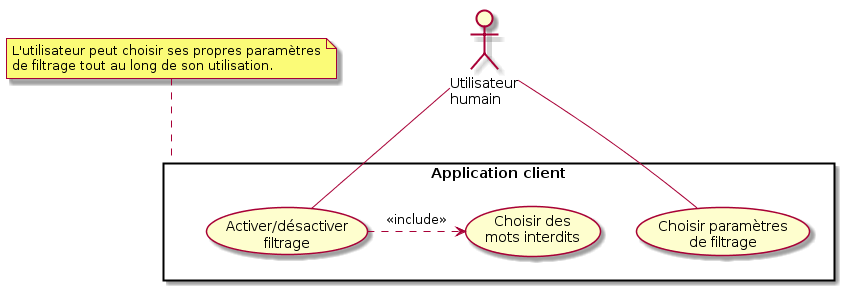 L'utilisateur peut choisir ses propres paramètres
de filtrage tout au long de son utilisation.
Utilisateur
humain
Application client
Activer/désactiver
filtrage
«include»
Choisir des
mots interdits
Choisir paramètres
de filtrage